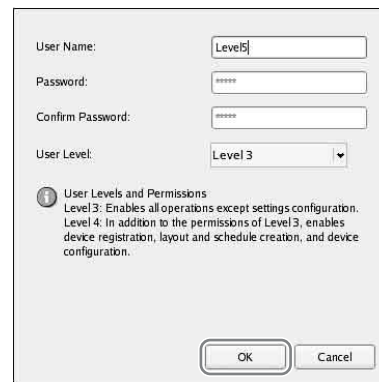 User Name:
Level5
Password:
*****
Confirm Password:
*****
User Level:
Level 3
User Levels and Permissions
Level 3: Enables all operations except settings configuration.
Level 4: In addition to the permissions of Level 3, enables
device registration, layout and schedule creation, and device
configuration.
OK
Cancel